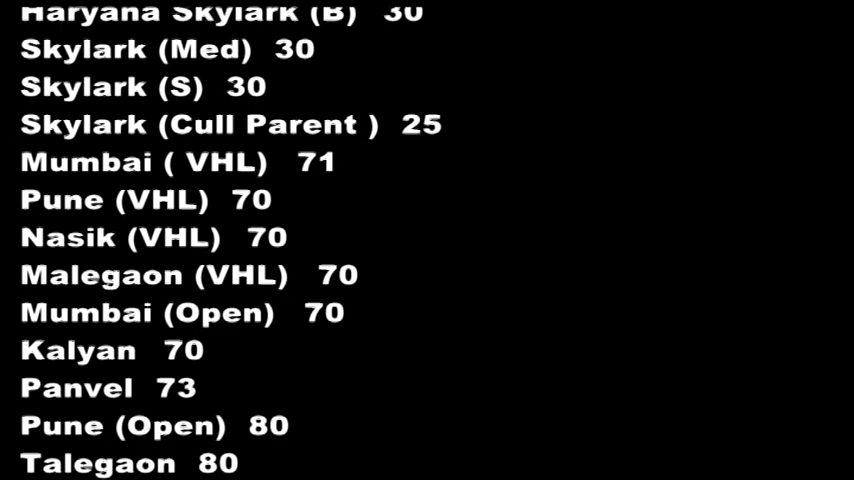 Haryana Skylark (B) 30
Skylark (Med) 30
Skylark (S) 30
Skylark (Cull Parent ) 25
Mumbai ( VHL) 71
Pune (VHL) 70
Nasik (VHL) 70
Malegaon (VHL) 70
Mumbai (Open) 70
Kalyan 70
Panvel 73
Pune (Open) 80
Talegaon 80